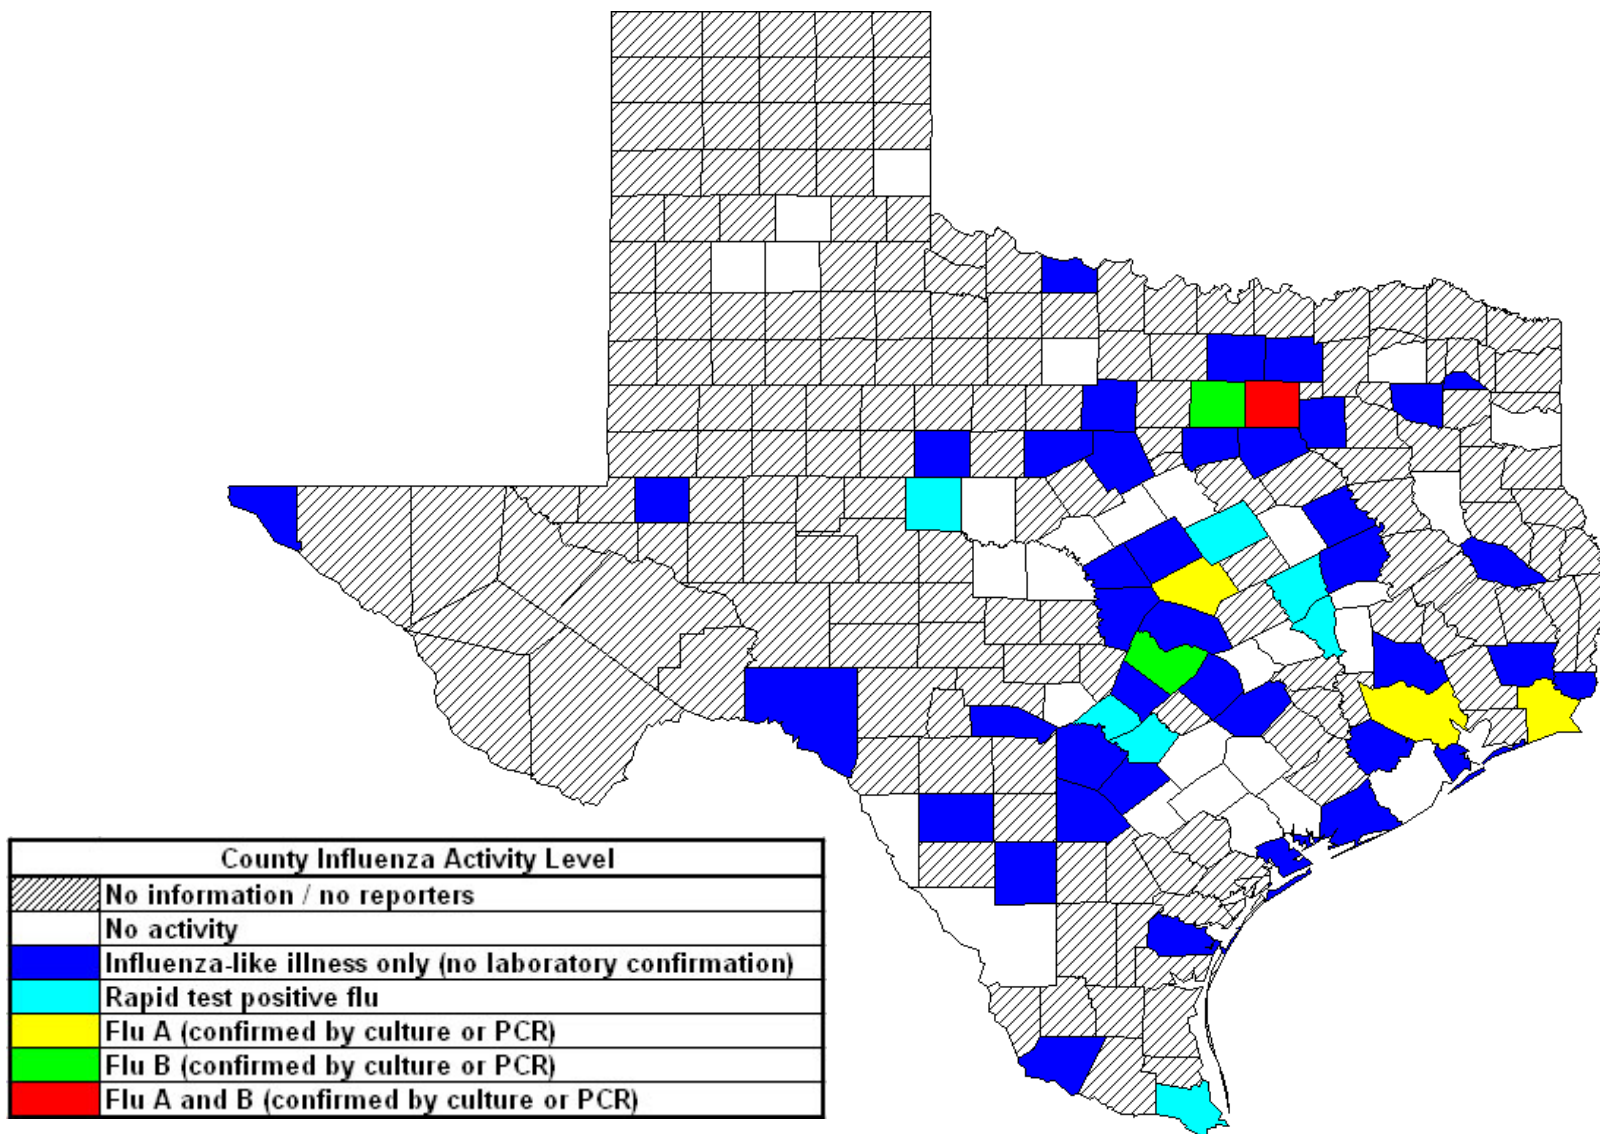 County Influenza Activity Level
No information / no reporters
No activity
Influenza-like illness only (no laboratory confirmation)
Rapid test positive flu
Flu A (confirmed by culture or PCR)
Flu B (confirmed by culture or PCR)
Flu A and B (confirmed by culture or PCR)